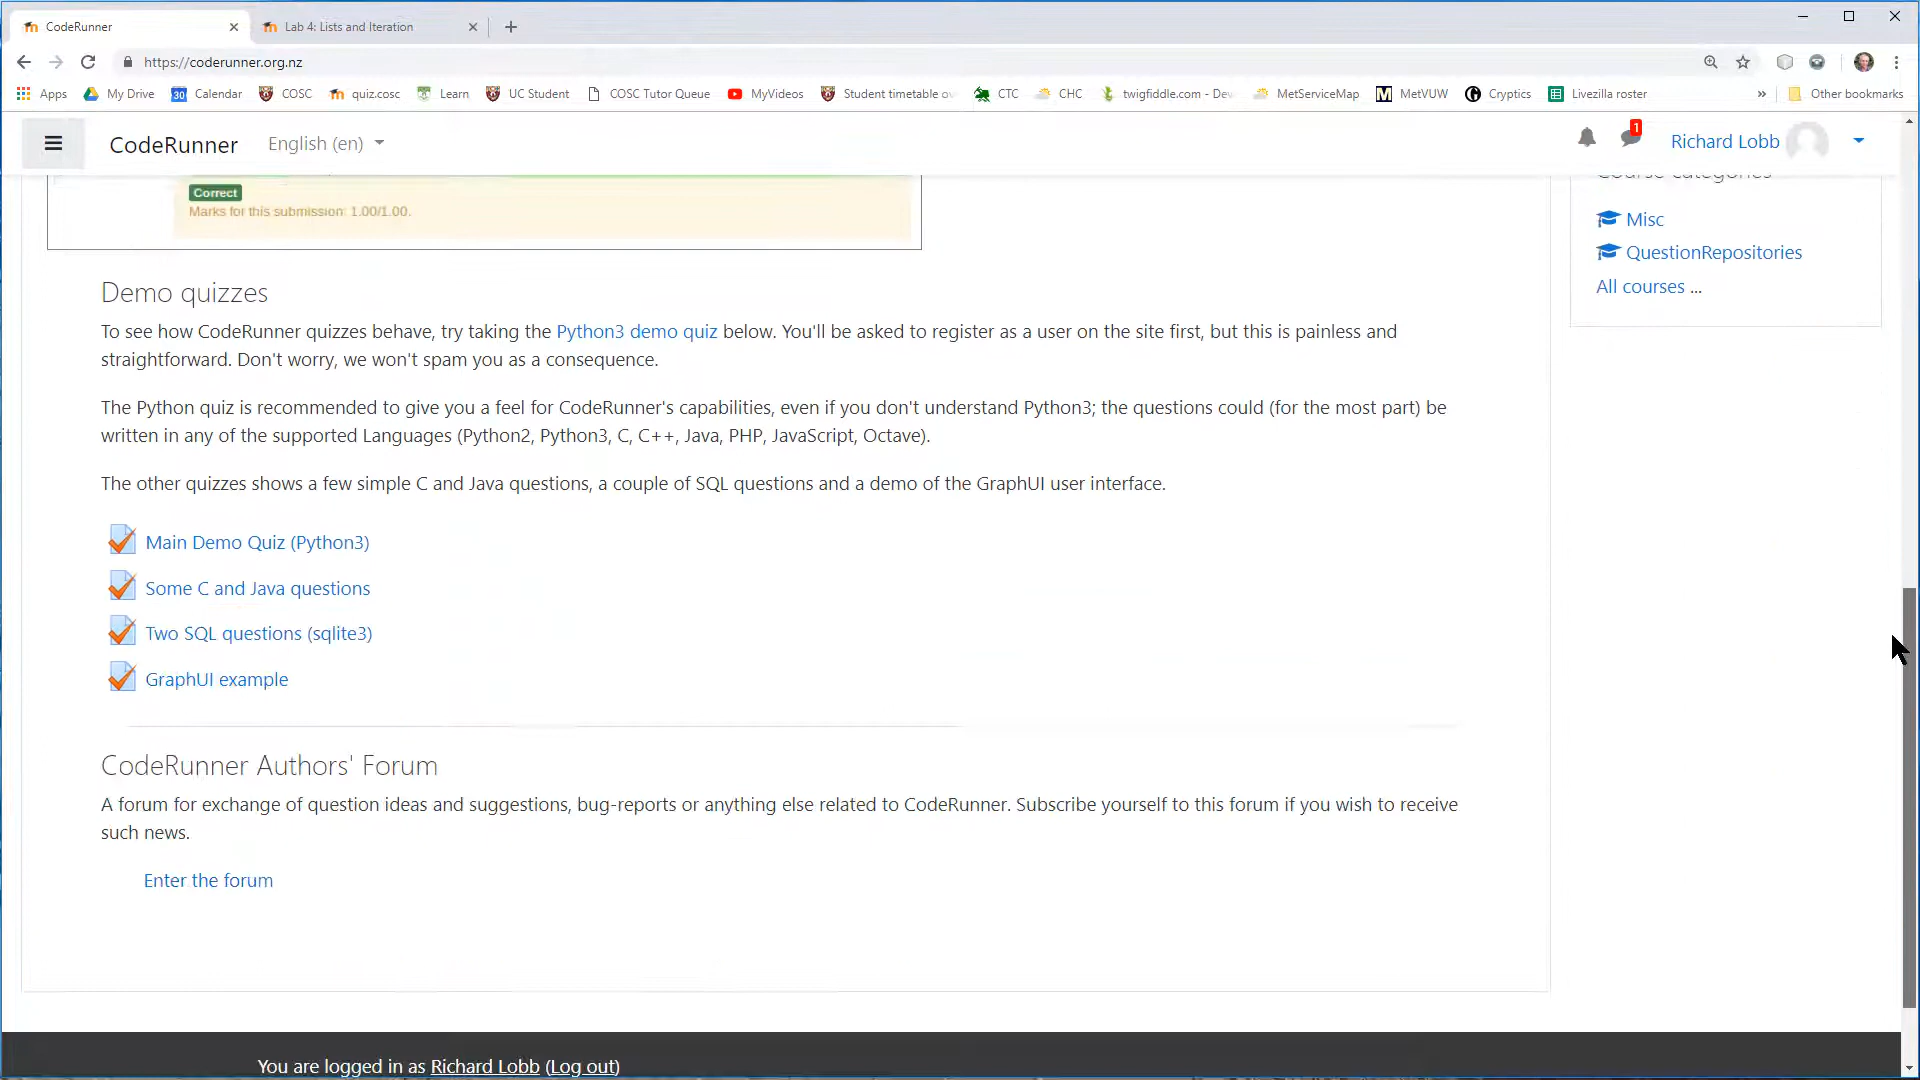 CodeRunner
Lab 4: Lists and Iteration
https://coderunner.org.nz
Apps
My Drive
30
Calendar
COSC
quiz.cosc
Learn
UC Student
COSC Tutor Queue
MyVideos
Student timetable ov
CTC
CHC
twigfiddle.com - Dev
MetServiceMap
M
MetVUW
Cryptics
Livezilla roster
»
Other bookmarks
CodeRunner
English (en)
1
Richard Lobb
Correct
Marks for this submission: 1.00/1.00.
Course categories
Misc
QuestionRepositories
All courses ...
Demo quizzes
To see how CodeRunner quizzes behave, try taking the Python3 demo quiz below. You'll be asked to register as a user on the site first, but this is painless and
straightforward. Don't worry, we won't spam you as a consequence.
The Python quiz is recommended to give you a feel for CodeRunner's capabilities, even if you don't understand Python3; the questions could (for the most part) be
written in any of the supported Languages (Python2, Python3, C, C++, Java, PHP, JavaScript, Octave).
The other quizzes shows a few simple C and Java questions, a couple of SQL questions and a demo of the GraphUI user interface.
Main Demo Quiz (Python3)
Some C and Java questions
Two SQL questions (sqlite3)
GraphUI example
CodeRunner Authors' Forum
A forum for exchange of question ideas and suggestions, bug-reports or anything else related to CodeRunner. Subscribe yourself to this forum if you wish to receive
such news.
Enter the forum
You are logged in as Richard Lobb (Log out)